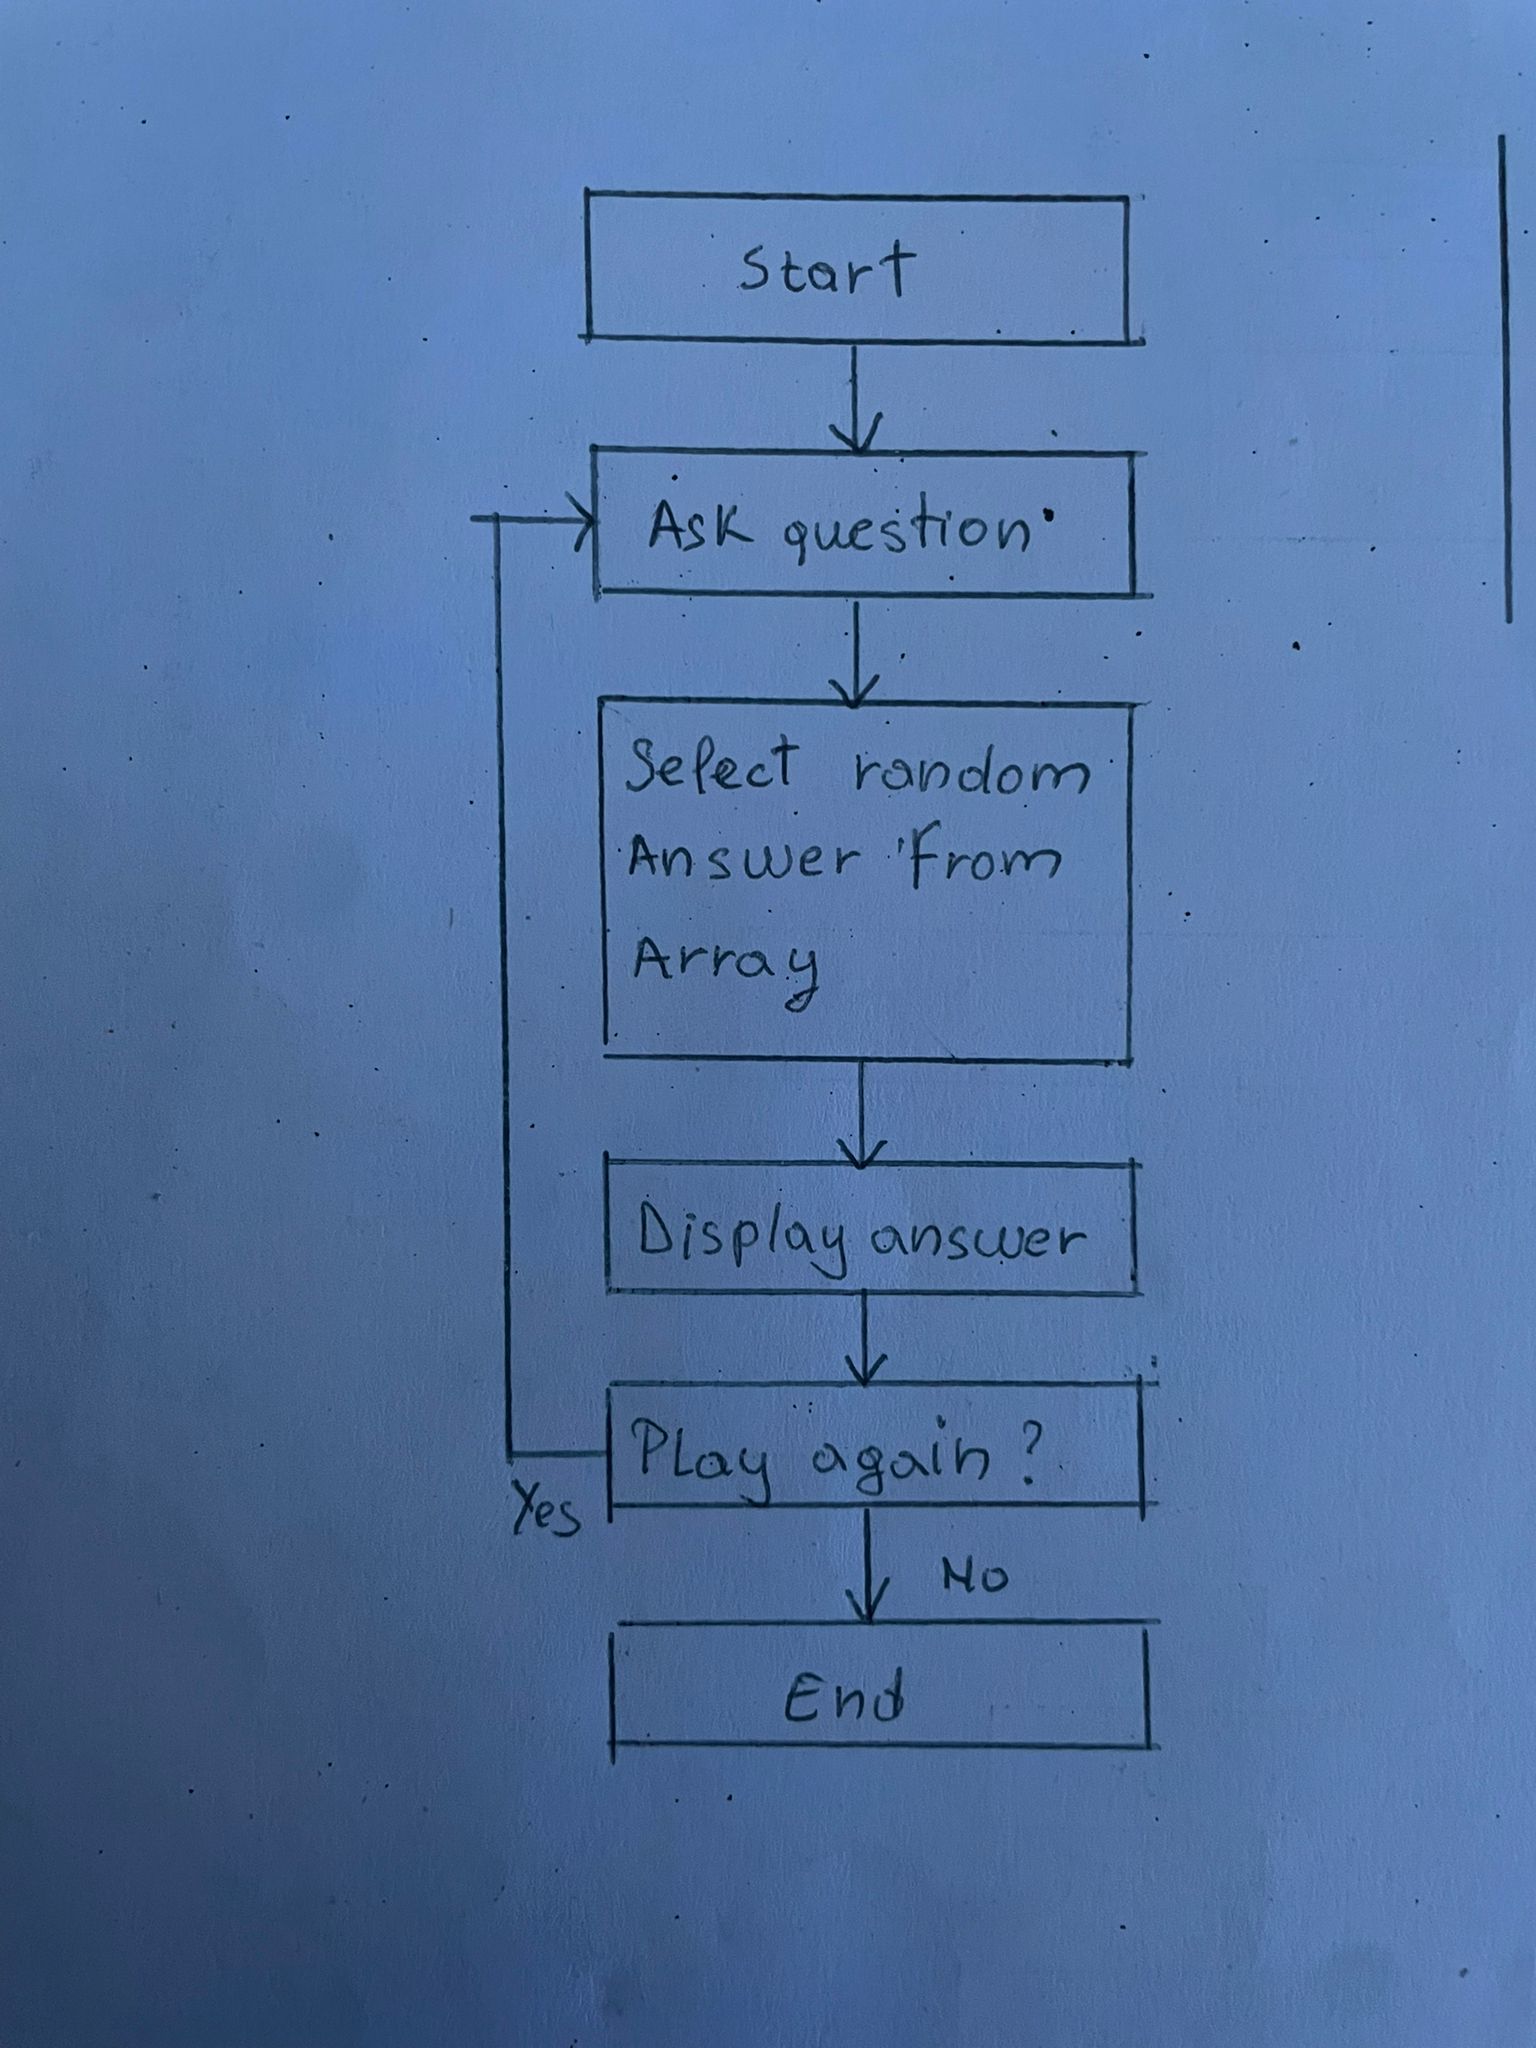 Start
Ask question
Select random
Answer from
Array
Display answer
Play again?
Yes
No
End